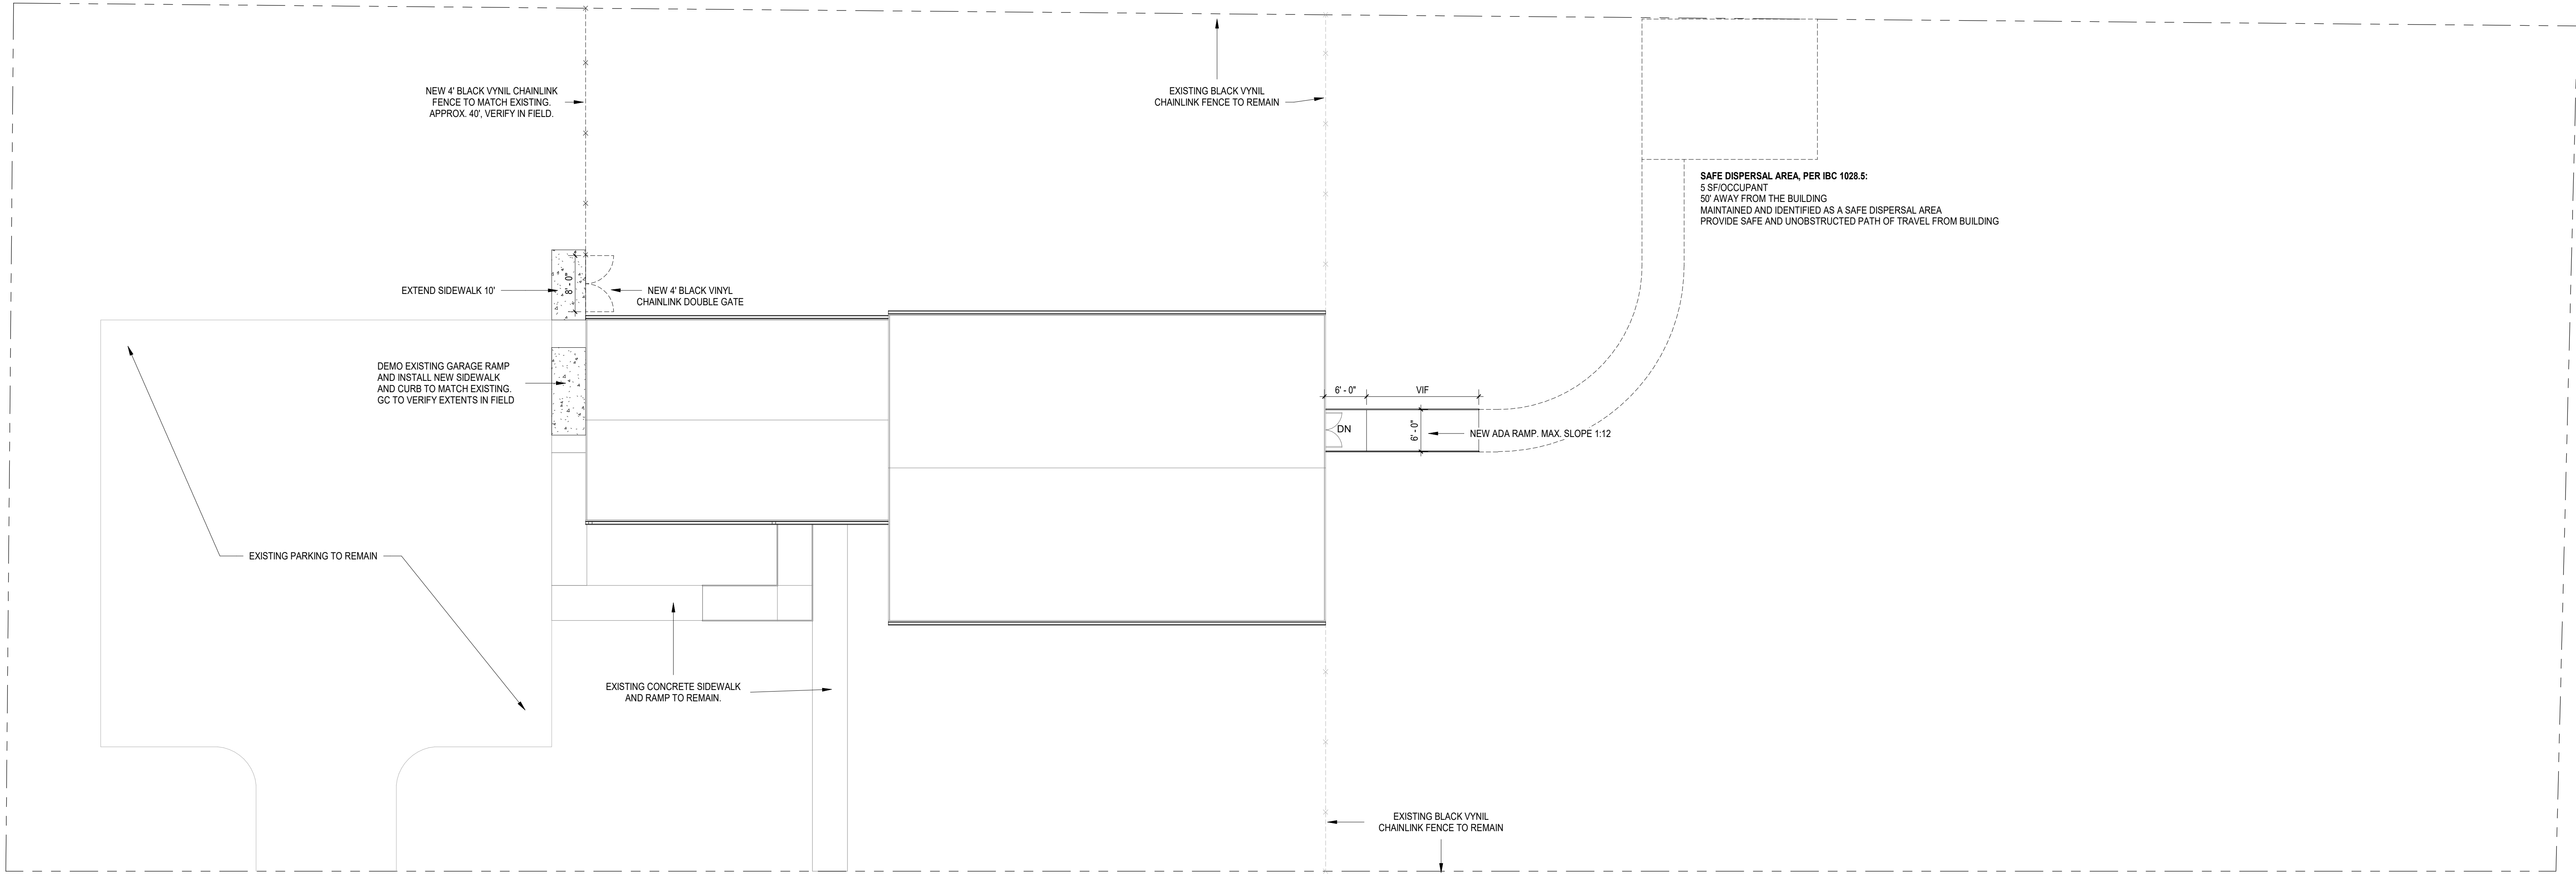 NEW 4' BLACK VYNIL CHAINLINK
FENCE TO MATCH EXISTING.
APPROX. 40', VERIFY IN FIELD.
EXISTING BLACK VYNIL
CHAINLINK FENCE TO REMAIN
SAFE DISPERSAL AREA, PER IBC 1028.5:
5 SF/OCCUPANT
50' AWAY FROM THE BUILDING
MAINTAINED AND IDENTIFIED AS A SAFE DISPERSAL AREA
PROVIDE SAFE AND UNOBSTRUCTED PATH OF TRAVEL FROM BUILDING
EXTEND SIDEWALK 10'
8' - 0"
NEW 4' BLACK VINYL
CHAINLINK DOUBLE GATE
DEMO EXISTING GARAGE RAMP
AND INSTALL NEW SIDEWALK
AND CURB TO MATCH EXISTING.
GC TO VERIFY EXTENTS IN FIELD
6' - 0"
VIF
DN
6' - 0"
NEW ADA RAMP. MAX. SLOPE 1:12
EXISTING PARKING TO REMAIN
EXISTING CONCRETE SIDEWALK
AND RAMP TO REMAIN.
EXISTING BLACK VYNIL
CHAINLINK FENCE TO REMAIN